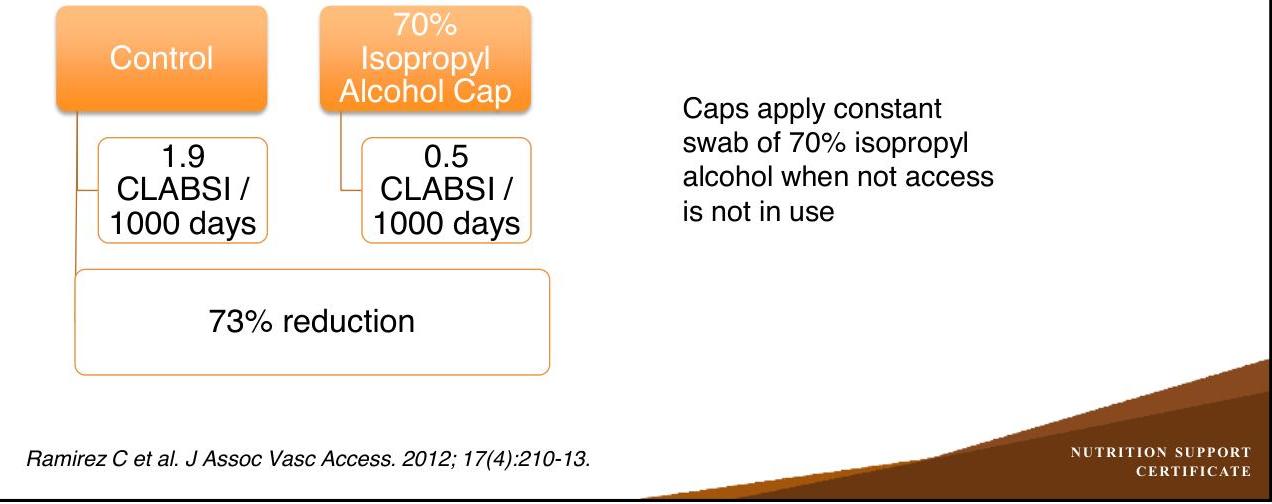 Control
70%
Isopropyl
Alcohol Cap
1.9
CLABSI /
1000 days
0.5
CLABSI /
1000 days
73% reduction
Caps apply constant
swab of 70% isopropyl
alcohol when not access
is not in use
Ramirez C et al. J Assoc Vasc Access. 2012; 17(4):210-13.
NUTRITION SUPPORT
CERTIFICATE